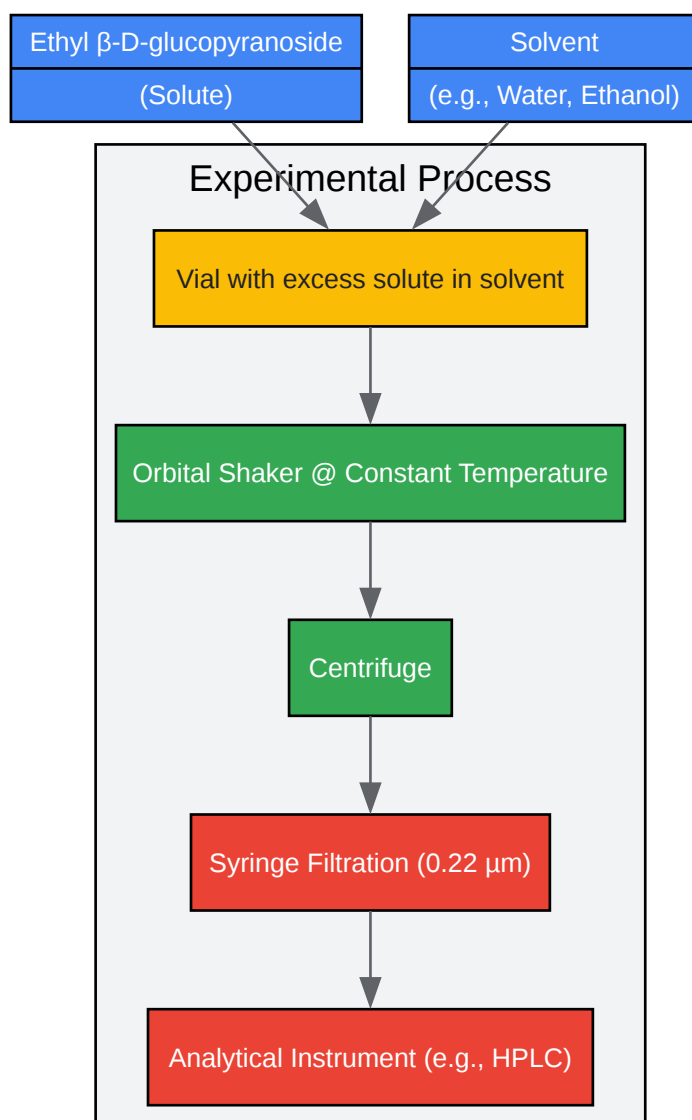 Ethyl β-D-glucopyranoside
(Solute)
Solvent
(e.g., Water, Ethanol)
Experimental Process
Vial with excess solute in solvent
Orbital Shaker @ Constant Temperature
Centrifuge
Syringe Filtration (0.22 µm)
Analytical Instrument (e.g., HPLC)